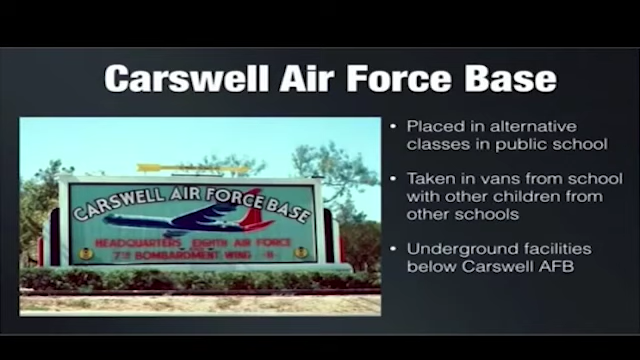 Carswell Air Force Base
CARSWELL AIR FORCE BASE
HEADQUARTERS EIGHTH AIR FORCE
7TH BOMBARDMENT WING
• Placed in alternative
classes in public school
• Taken in vans from school
with other children from
other schools
• Underground facilities
below Carswell AFB